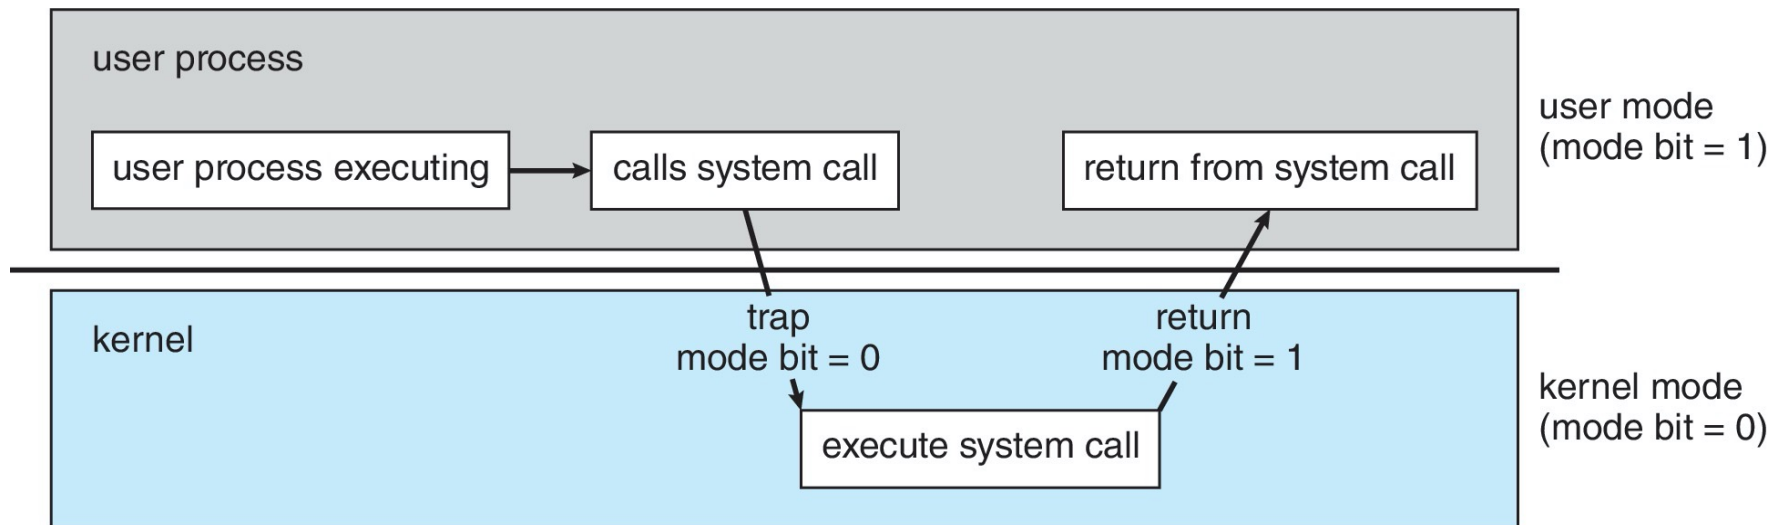 user process
user process executing
calls system call
return from system call
user mode
(mode bit = 1)
kernel
trap
mode bit = 0
return
mode bit = 1
execute system call
kernel mode
(mode bit = 0)